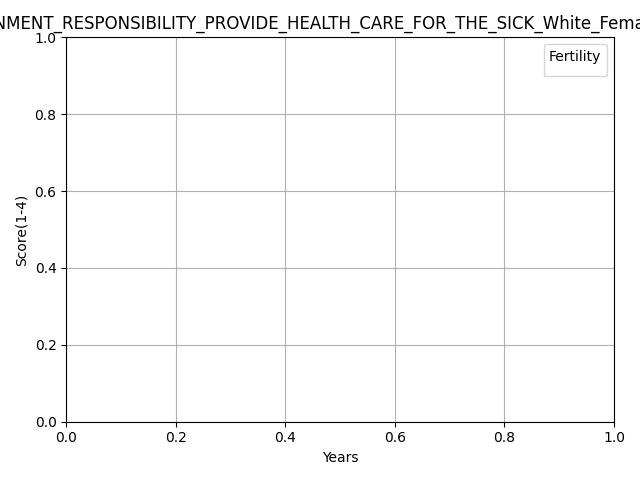 NMENT_RESPONSIBILITY_PROVIDE_HEALTH_CARE_FOR_THE_SICK_White_Fema
Fertility
1.0
0.8
0.6
0.4
0.2
0.0
Score(1-4)
0.0 0.2 0.4 0.6 0.8 1.0
Years